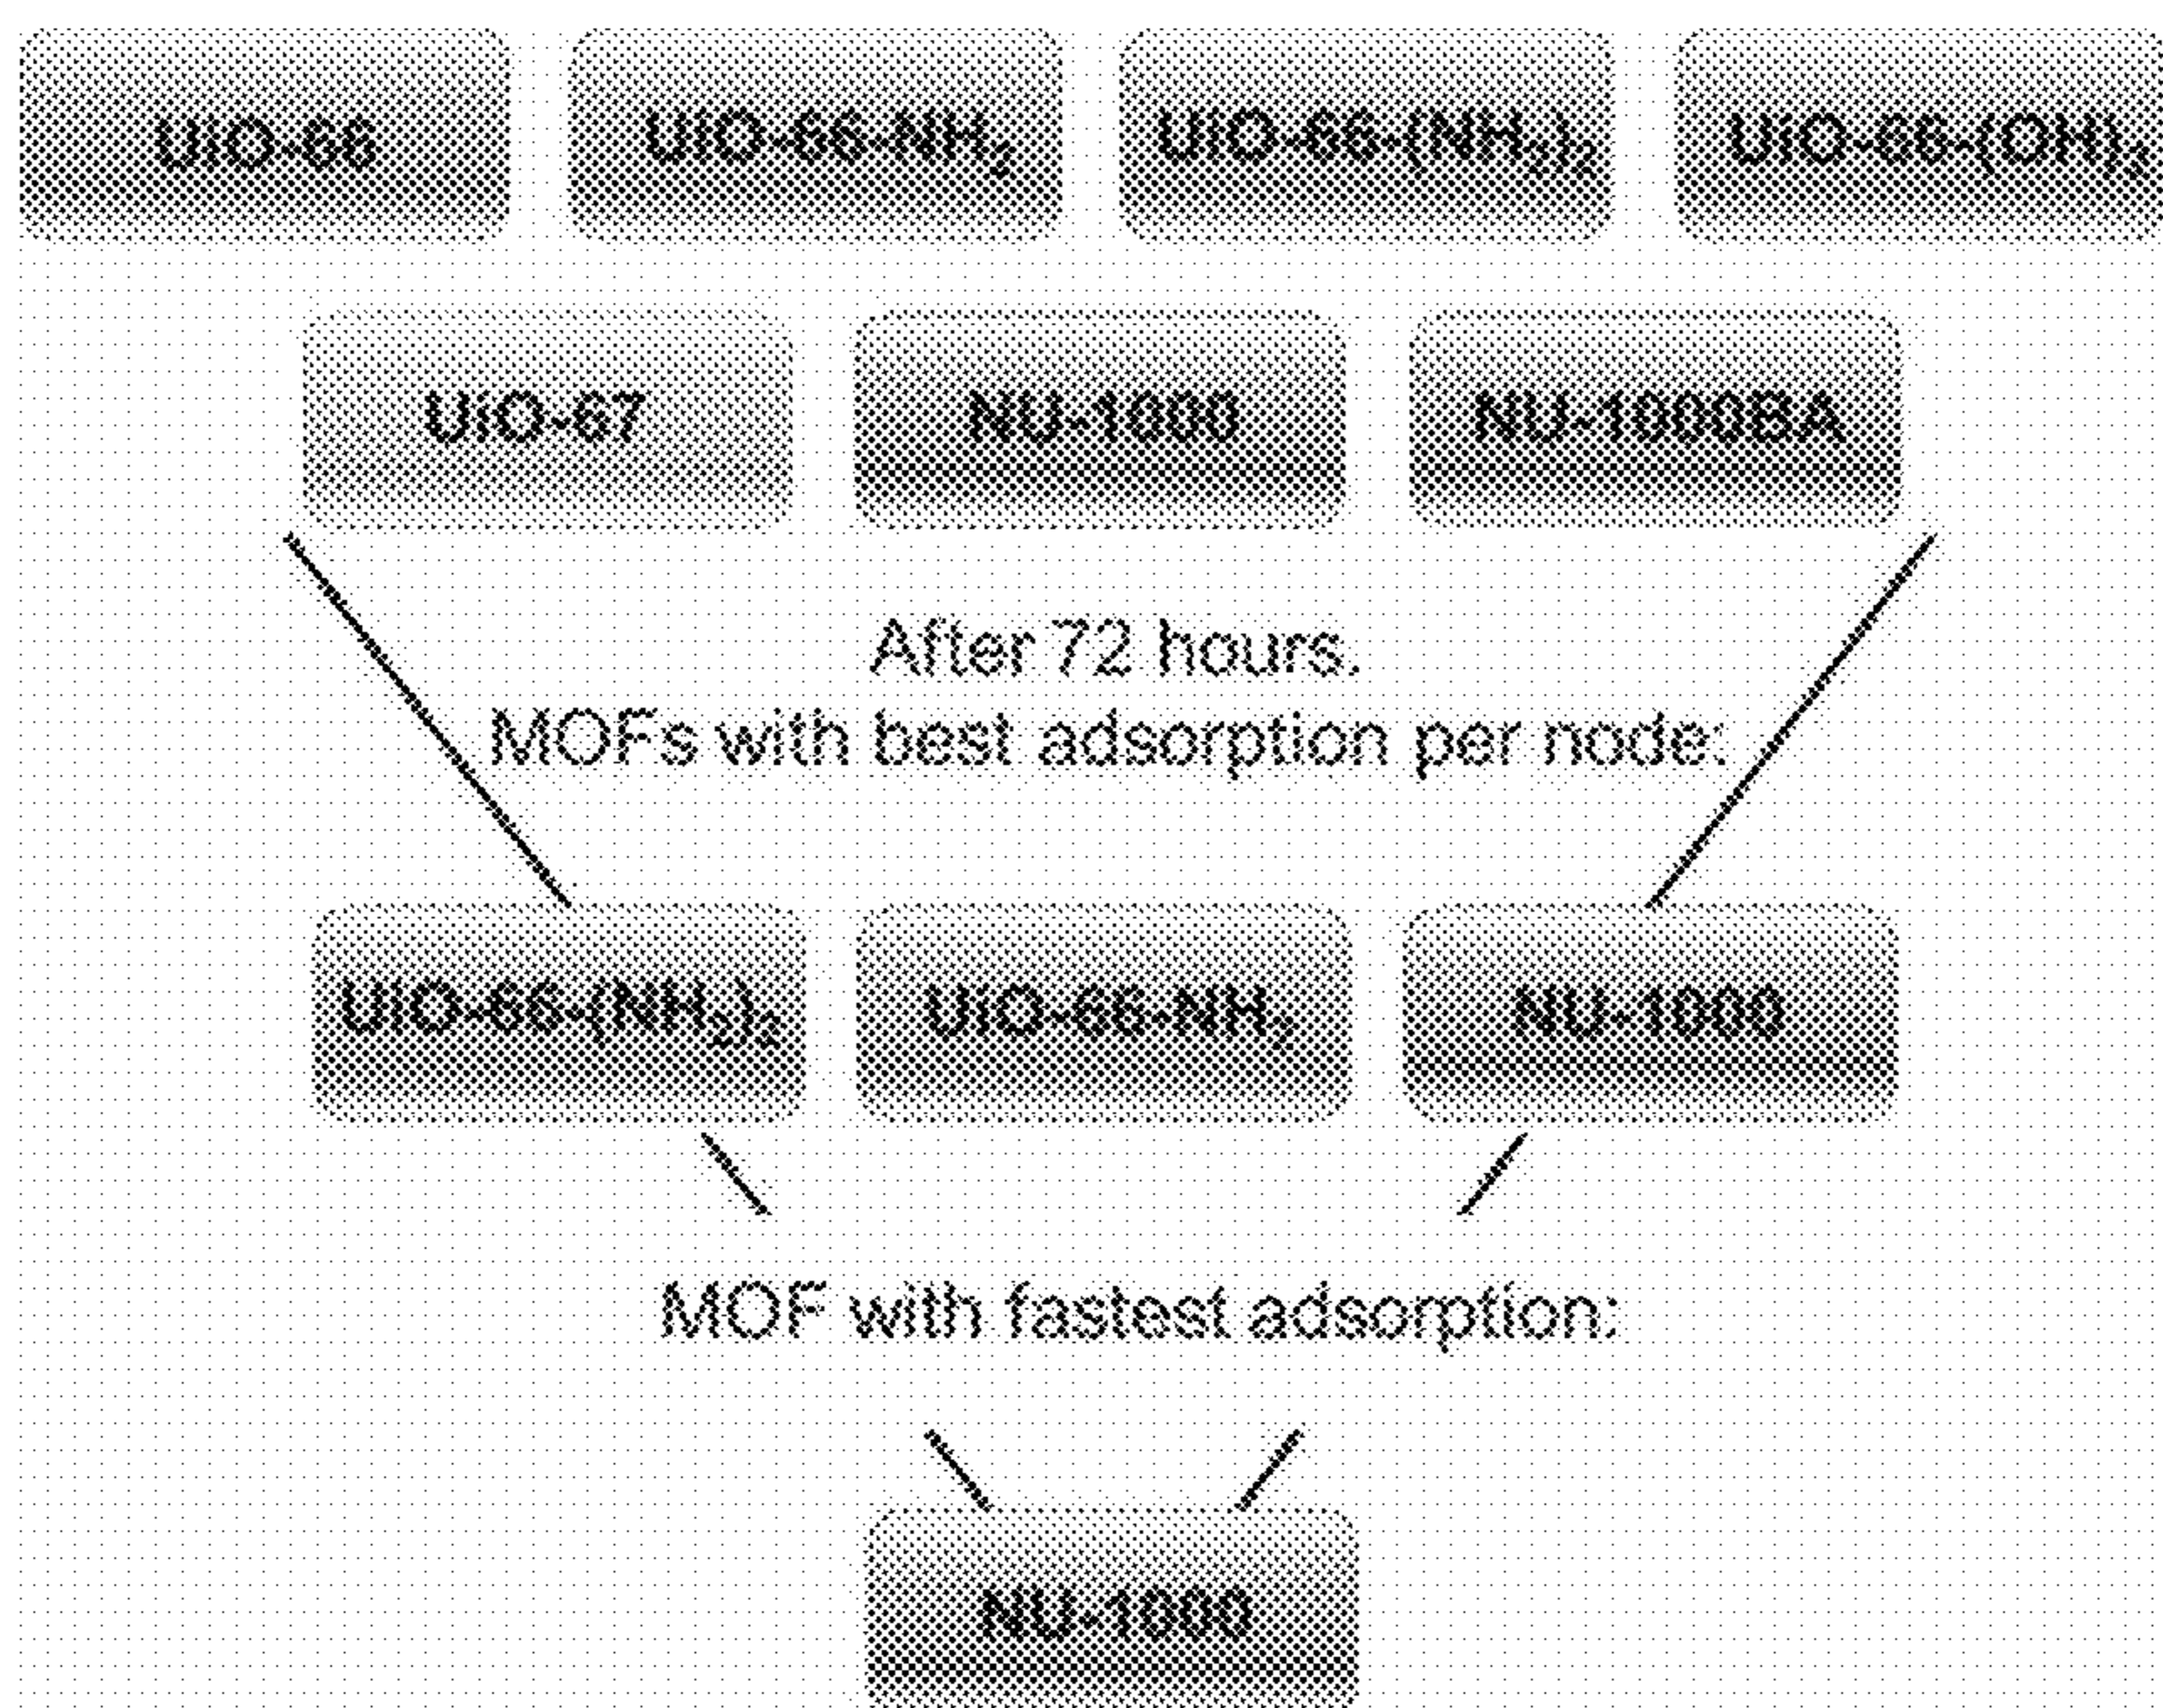 UiO-66 UiO-66-NH₂ UiO-66-(NH₂)₂ UiO-66-(OH)₂
UiO-67 NU-1000 NU-1000BA
After 72 hours.
MOFs with best adsorption per node:
UiO-66-(NH₂)₂ UiO-66-NH₂ NU-1000
MOF with fastest adsorption:
NU-1000